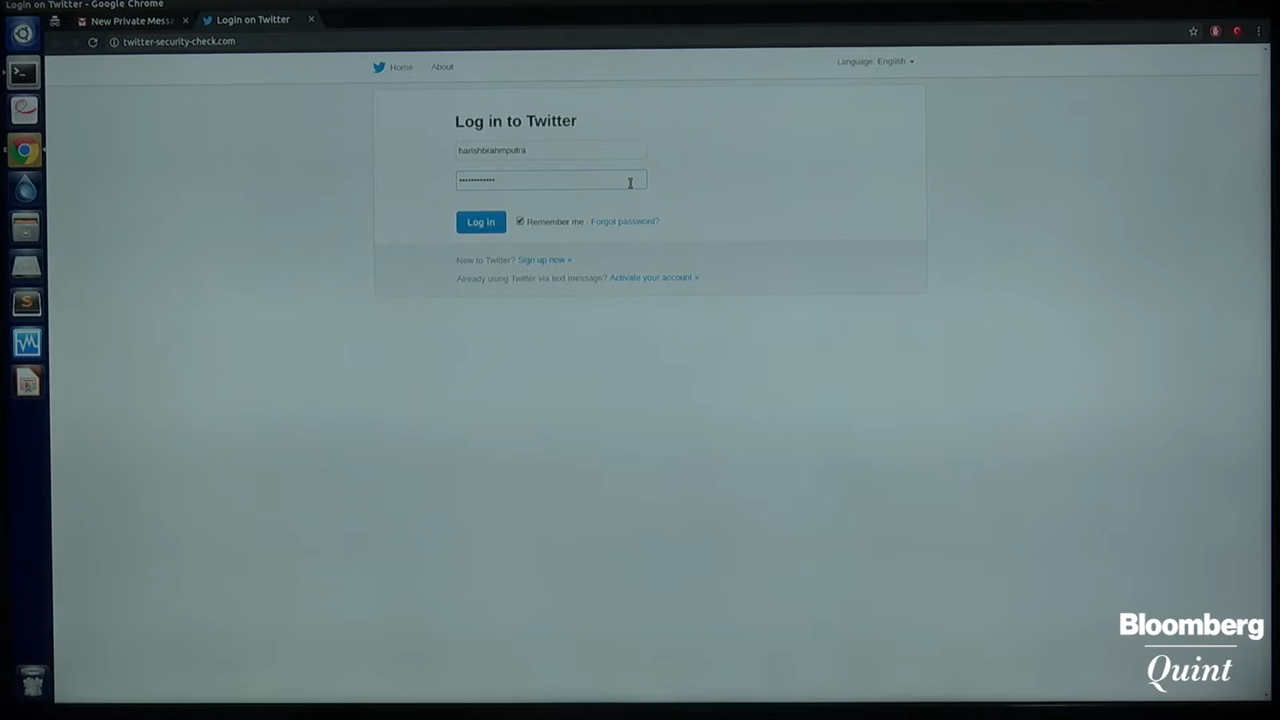 Login on Twitter - Google Chrome
New Private Mess
Login on Twitter
twitter-security-check.com
Home
About
Language: English
Log in to Twitter
harishbrahmputra
••••••••••••
Log in
Remember me · Forgot password?
New to Twitter? Sign up now »
Already using Twitter via text message? Activate your account »
Bloomberg
Quint